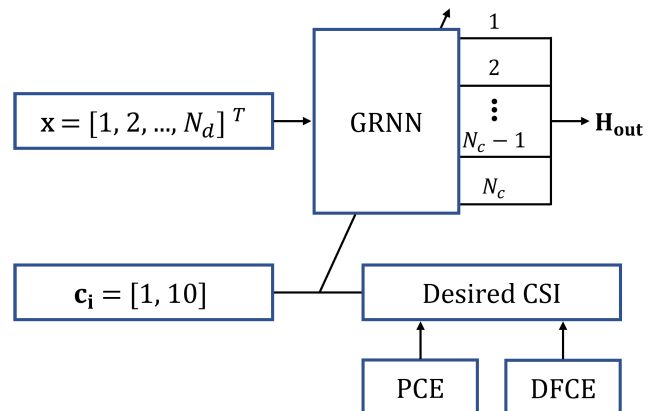 1
2
⋮
N_c − 1
N_c
x = [1, 2, ..., N_d]^T
GRNN
H_out
c_i = [1, 10]
Desired CSI
PCE
DFCE